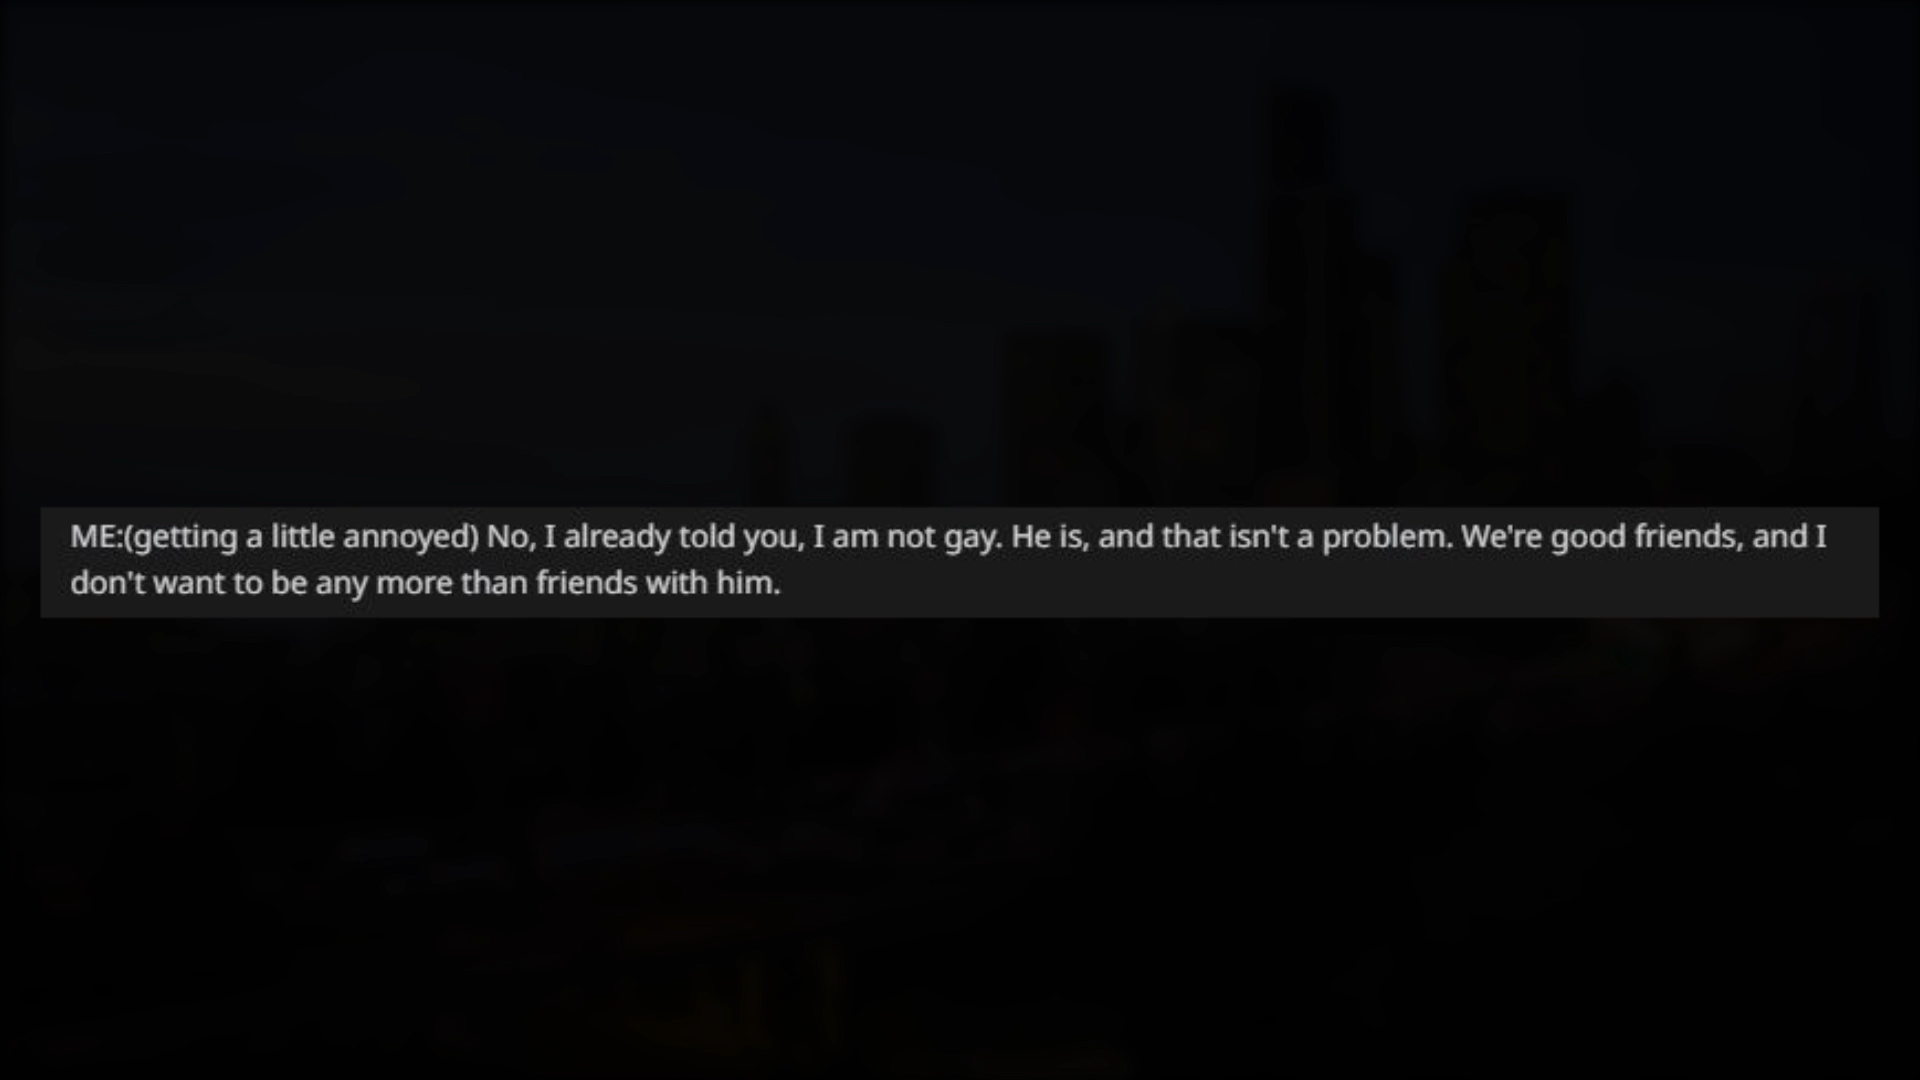 ME:(getting a little annoyed) No, I already told you, I am not gay. He is, and that isn't a problem. We're good friends, and I
don't want to be any more than friends with him.